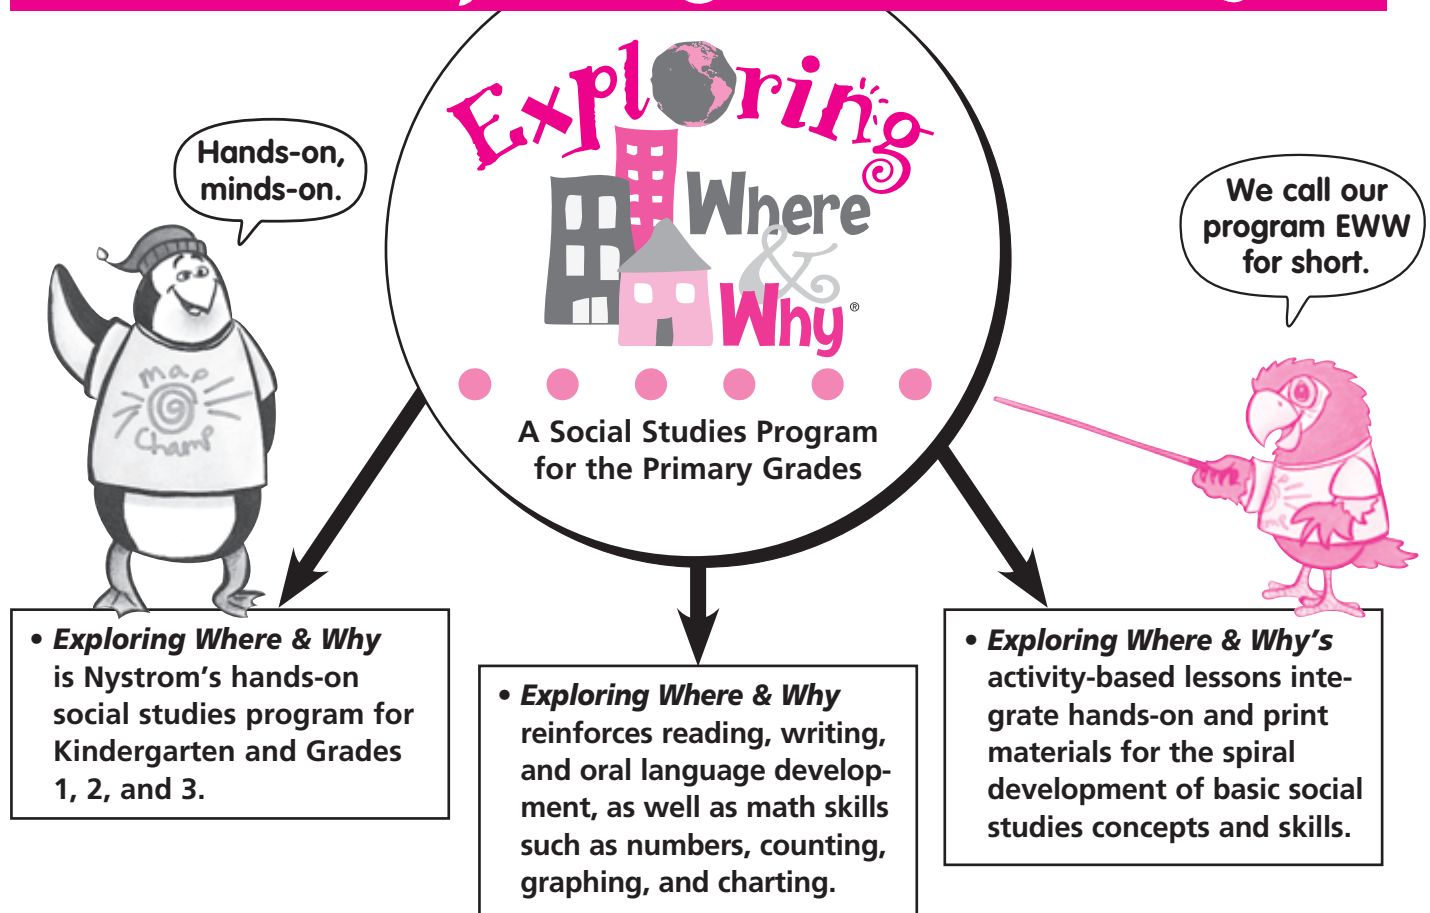 Exploring
Where
&
Why®
Hands-on,
minds-on.
We call our
program EWW
for short.
map
Champ
A Social Studies Program
for the Primary Grades
• Exploring Where & Why
is Nystrom’s hands-on
social studies program for
Kindergarten and Grades
1, 2, and 3.
• Exploring Where & Why
reinforces reading, writing,
and oral language develop-
ment, as well as math skills
such as numbers, counting,
graphing, and charting.
• Exploring Where & Why’s
activity-based lessons inte-
grate hands-on and print
materials for the spiral
development of basic social
studies concepts and skills.